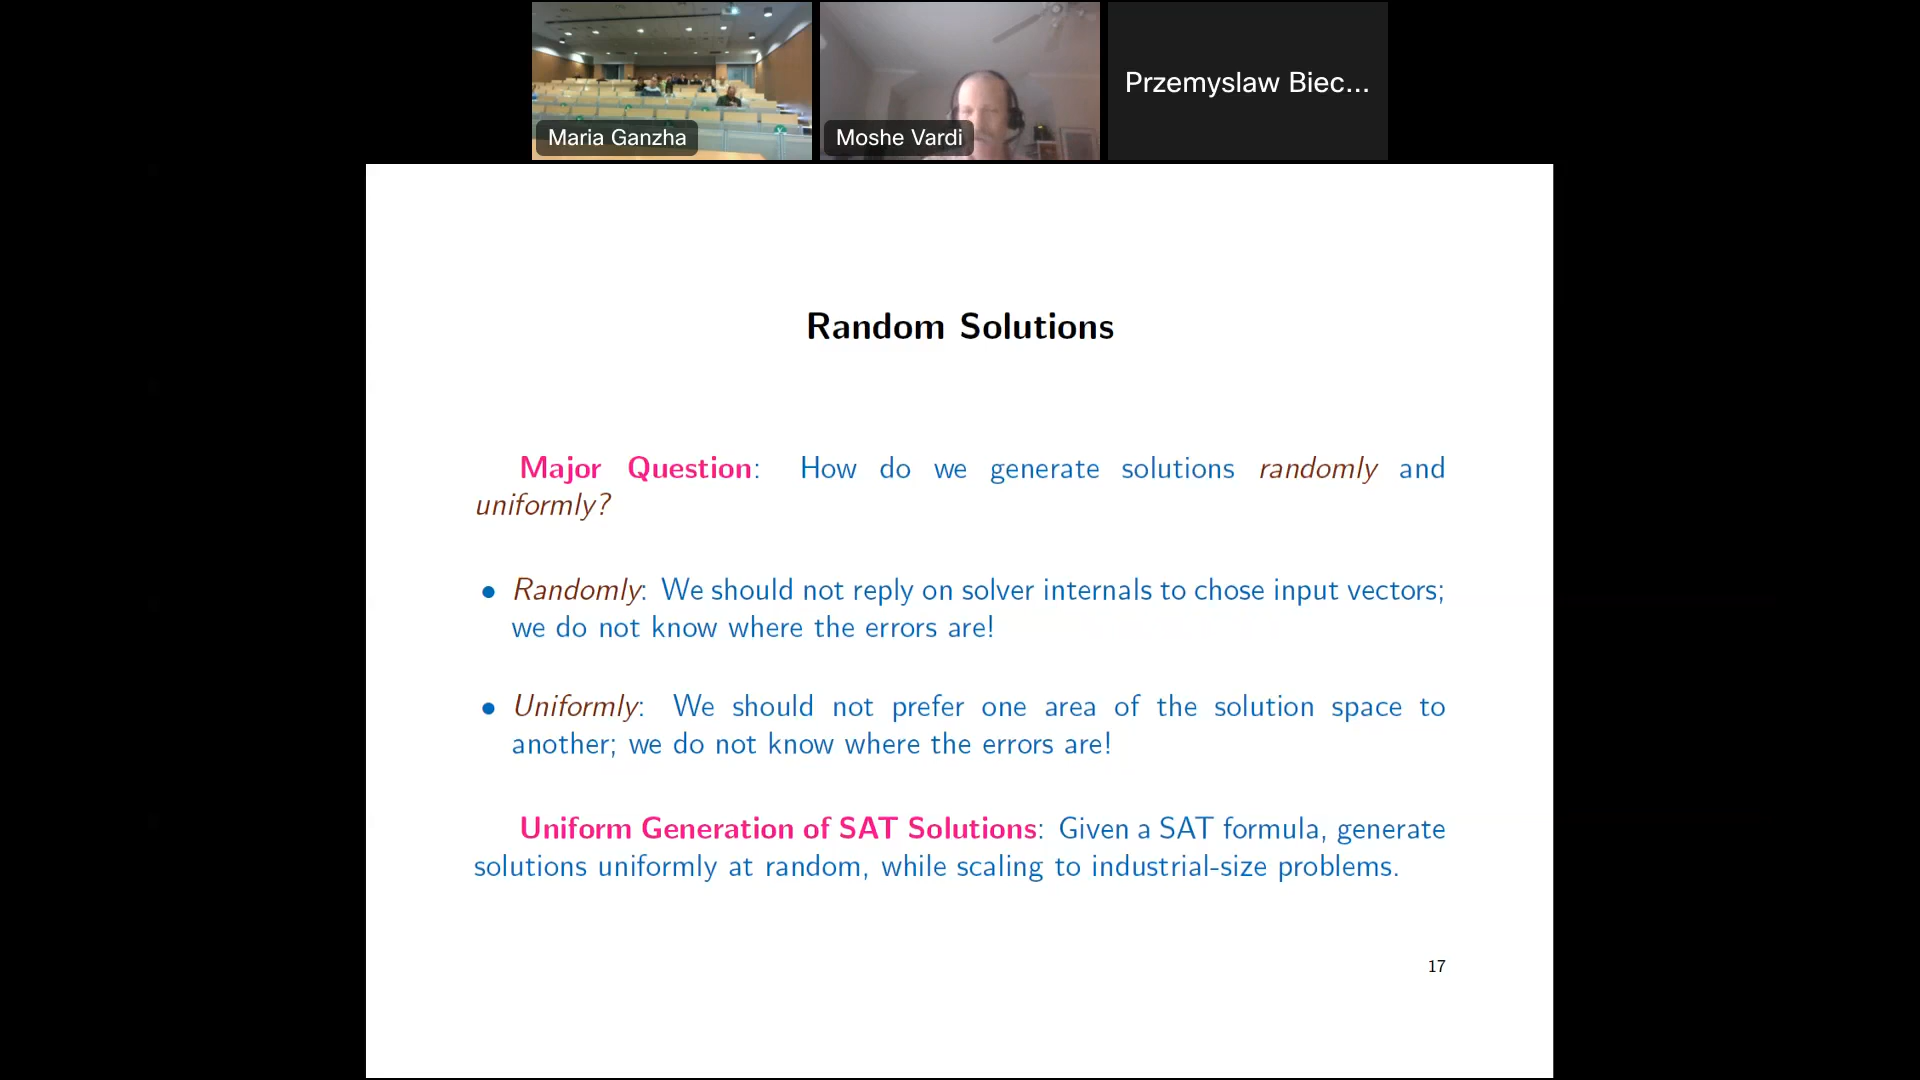 Maria Ganzha
Moshe Vardi
Przemyslaw Biec...
Random Solutions
Major Question: How do we generate solutions randomly and
uniformly?
• Randomly: We should not reply on solver internals to chose input vectors;
we do not know where the errors are!
• Uniformly: We should not prefer one area of the solution space to
another; we do not know where the errors are!
Uniform Generation of SAT Solutions: Given a SAT formula, generate
solutions uniformly at random, while scaling to industrial-size problems.
17